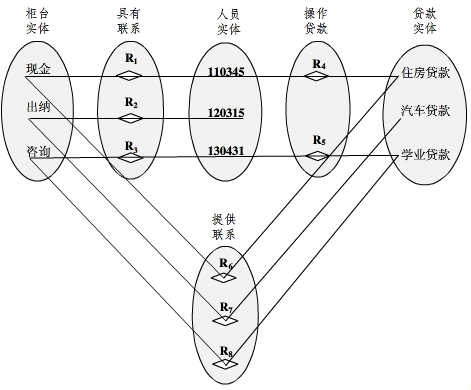 柜台 具有 人员 操作 贷款
实体 联系 实体 贷款 实体
现金 R1 110345 R4 住房贷款
出纳 R2 120315 汽车贷款
咨询 R3 130431 R5 学业贷款
提供
联系
R6
R7
R8